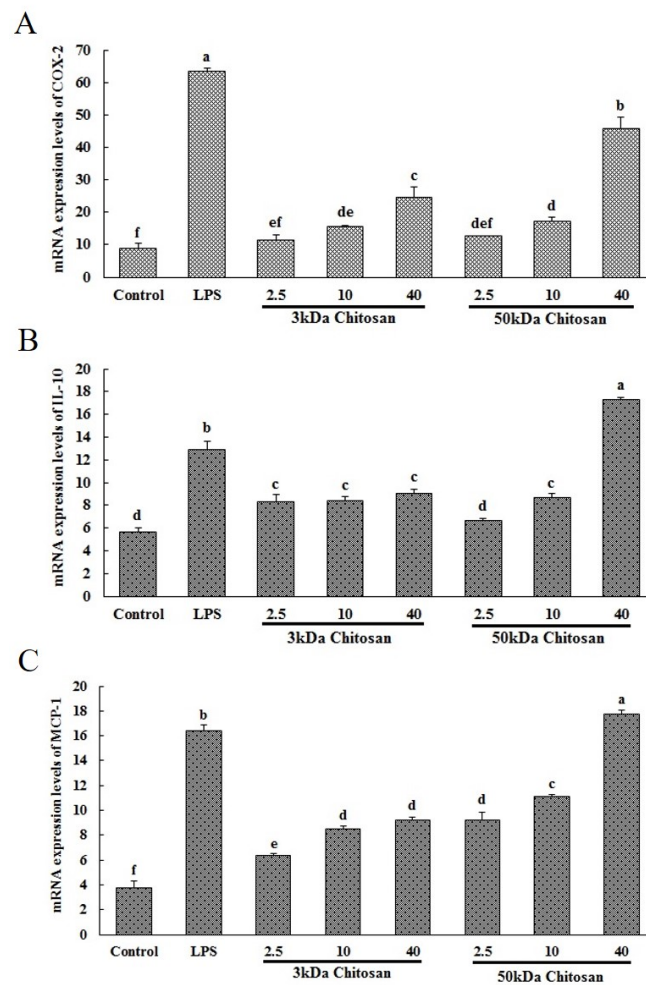 A
mRNA expression levels of COX-2
70
60
50
40
30
20
10
0
f
a
ef
de
c
def
d
b
Control LPS 2.5 10 40 2.5 10 40
3kDa Chitosan 50kDa Chitosan
B
mRNA expression levels of IL-10
20
18
16
14
12
10
8
6
4
2
0
d
b
c
c
c
d
c
a
Control LPS 2.5 10 40 2.5 10 40
3kDa Chitosan 50kDa Chitosan
C
mRNA expression levels of MCP-1
20
18
16
14
12
10
8
6
4
2
0
f
b
e
d
d
d
c
a
Control LPS 2.5 10 40 2.5 10 40
3kDa Chitosan 50kDa Chitosan